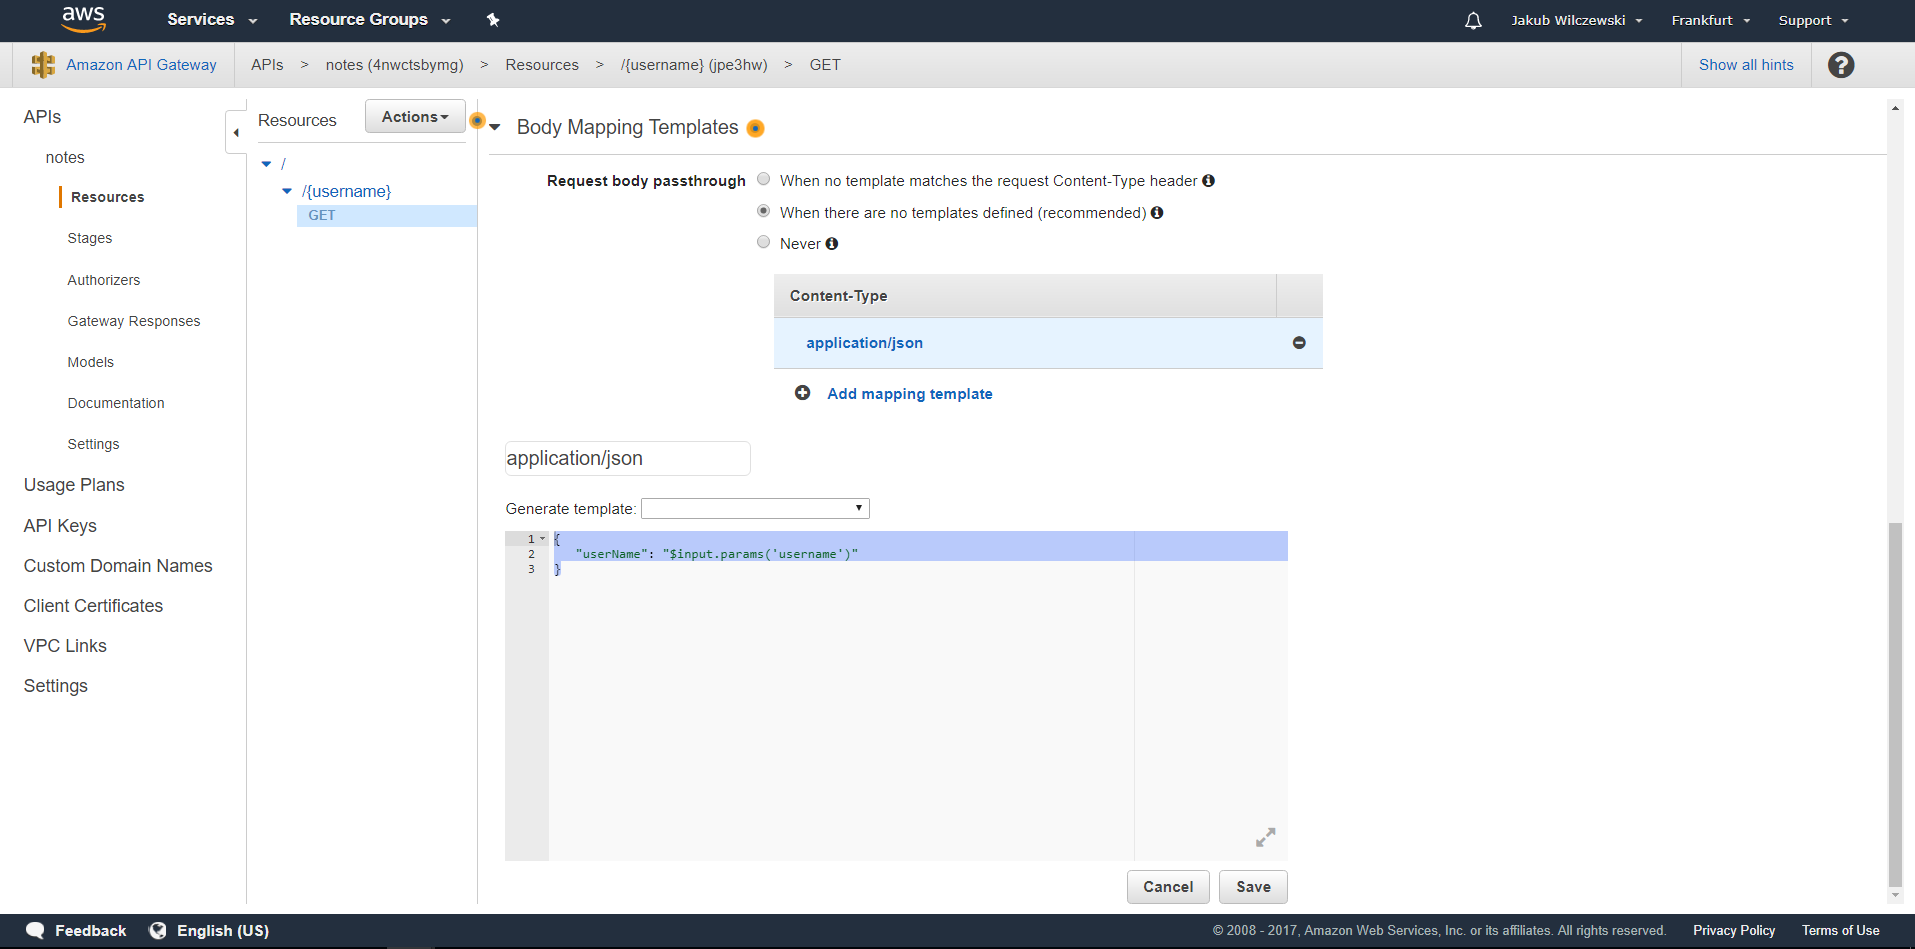 aws Services Resource Groups Jakub Wilczewski Frankfurt Support
Amazon API Gateway APIs > notes (4nwctsbymg) > Resources > /{username} (jpe3hw) > GET Show all hints ?
APIs
notes
Resources
Stages
Authorizers
Gateway Responses
Models
Documentation
Settings
Usage Plans
API Keys
Custom Domain Names
Client Certificates
VPC Links
Settings
Resources Actions
/
/{username}
GET
Body Mapping Templates
Request body passthrough When no template matches the request Content-Type header
When there are no templates defined (recommended)
Never
Content-Type
application/json
Add mapping template
application/json
Generate template:
1 {
2 "userName": "$input.params('username')"
3 }
Cancel Save
Feedback English (US) © 2008 - 2017, Amazon Web Services, Inc. or its affiliates. All rights reserved. Privacy Policy Terms of Use